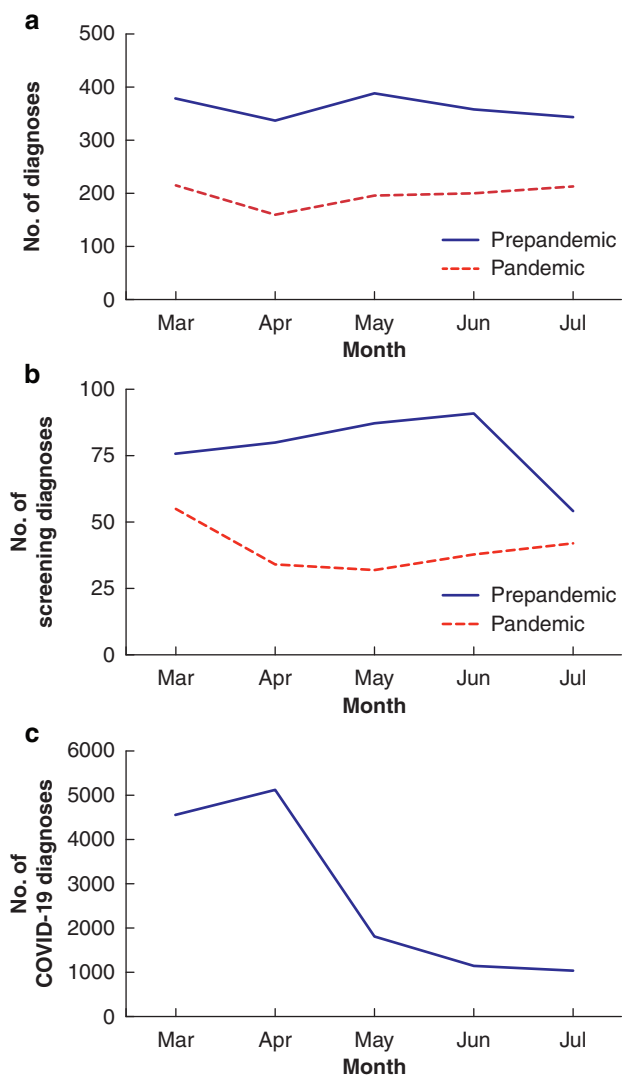 a
No. of diagnoses
500
400
300
200
100
0
Prepandemic
Pandemic
Mar Apr May Jun Jul
Month
b
No. of
screening diagnoses
100
75
50
25
0
Prepandemic
Pandemic
Mar Apr May Jun Jul
Month
c
No. of
COVID-19 diagnoses
6000
5000
4000
3000
2000
1000
0
Mar Apr May Jun Jul
Month